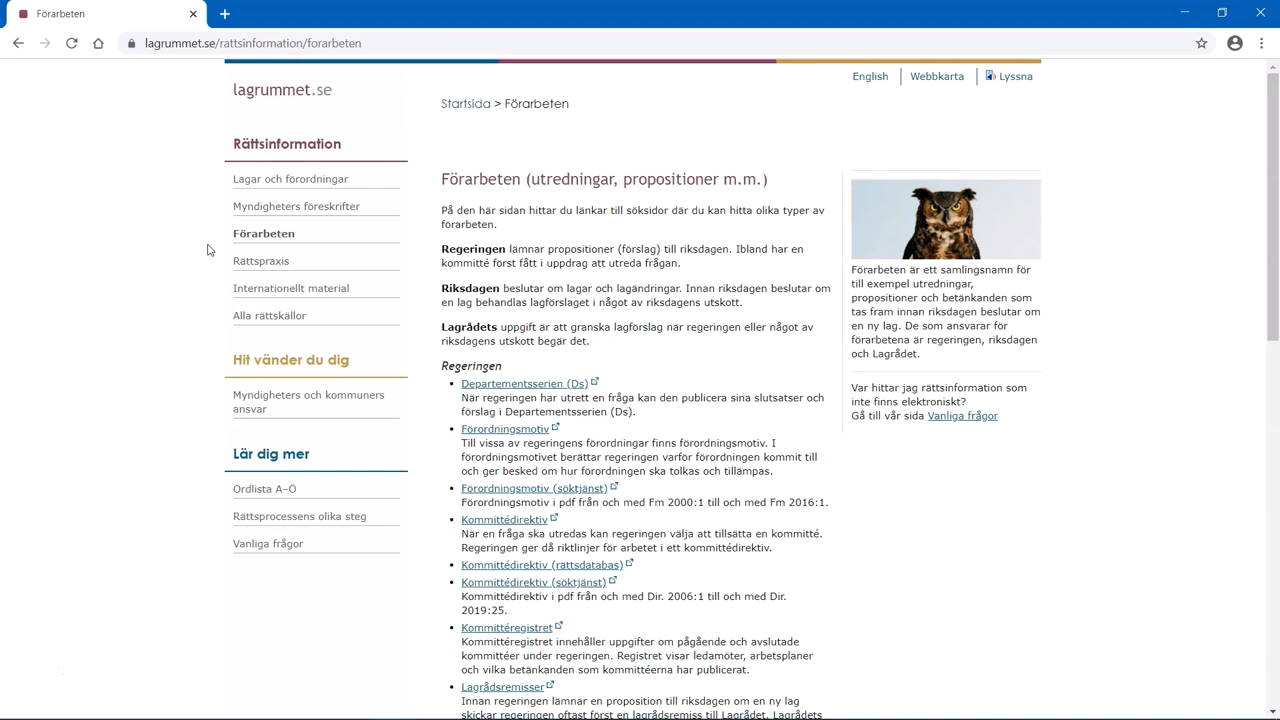 Förarbeten
lagrummet.se/rattsinformation/forarbeten
English
Webbkarta
Lyssna
lagrummet.se
Startsida > Förarbeten
Rättsinformation
Lagar och förordningar
Myndigheters föreskrifter
Förarbeten
Rättspraxis
Internationellt material
Alla rättskällor
Hit vänder du dig
Myndigheters och kommuners
ansvar
Lär dig mer
Ordlista A–Ö
Rättsprocessens olika steg
Vanliga frågor
Förarbeten (utredningar, propositioner m.m.)
På den här sidan hittar du länkar till söksidor där du kan hitta olika typer av
förarbeten.
Regeringen lämnar propositioner (förslag) till riksdagen. Ibland har en
kommitté först fått i uppdrag att utreda frågan.
Riksdagen beslutar om lagar och lagändringar. Innan riksdagen beslutar om
en lag behandlas lagförslaget i något av riksdagens utskott.
Lagrådets uppgift är att granska lagförslag när regeringen eller något av
riksdagens utskott begär det.
Regeringen
• Departementsserien (Ds)
När regeringen har utrett en fråga kan den publicera sina slutsatser och
förslag i Departementsserien (Ds).
• Förordningsmotiv
Till vissa av regeringens förordningar finns förordningsmotiv. I
förordningsmotivet berättar regeringen varför förordningen kommit till
och ger besked om hur förordningen ska tolkas och tillämpas.
• Förordningsmotiv (söktjänst)
Förordningsmotiv i pdf från och med Fm 2000:1 till och med Fm 2016:1.
• Kommittédirektiv
När en fråga ska utredas kan regeringen välja att tillsätta en kommitté.
Regeringen ger då riktlinjer för arbetet i ett kommittédirektiv.
• Kommittédirektiv (rättsdatabas)
• Kommittédirektiv (söktjänst)
Kommittédirektiv i pdf från och med Dir. 2006:1 till och med Dir.
2019:25.
• Kommittéregistret
Kommittéregistret innehåller uppgifter om pågående och avslutade
kommittéer under regeringen. Registret visar ledamöter, arbetsplaner
och vilka betänkanden som kommittéerna har publicerat.
• Lagrådsremisser
Innan regeringen lämnar en proposition till riksdagen om en ny lag
skickar regeringen oftast först en lagrådsremiss till Lagrådet. Lagrådets
Förarbeten är ett samlingsnamn för
till exempel utredningar,
propositioner och betänkanden som
tas fram innan riksdagen beslutar om
en ny lag. De som ansvarar för
förarbetena är regeringen, riksdagen
och Lagrådet.
Var hittar jag rättsinformation som
inte finns elektroniskt?
Gå till vår sida Vanliga frågor